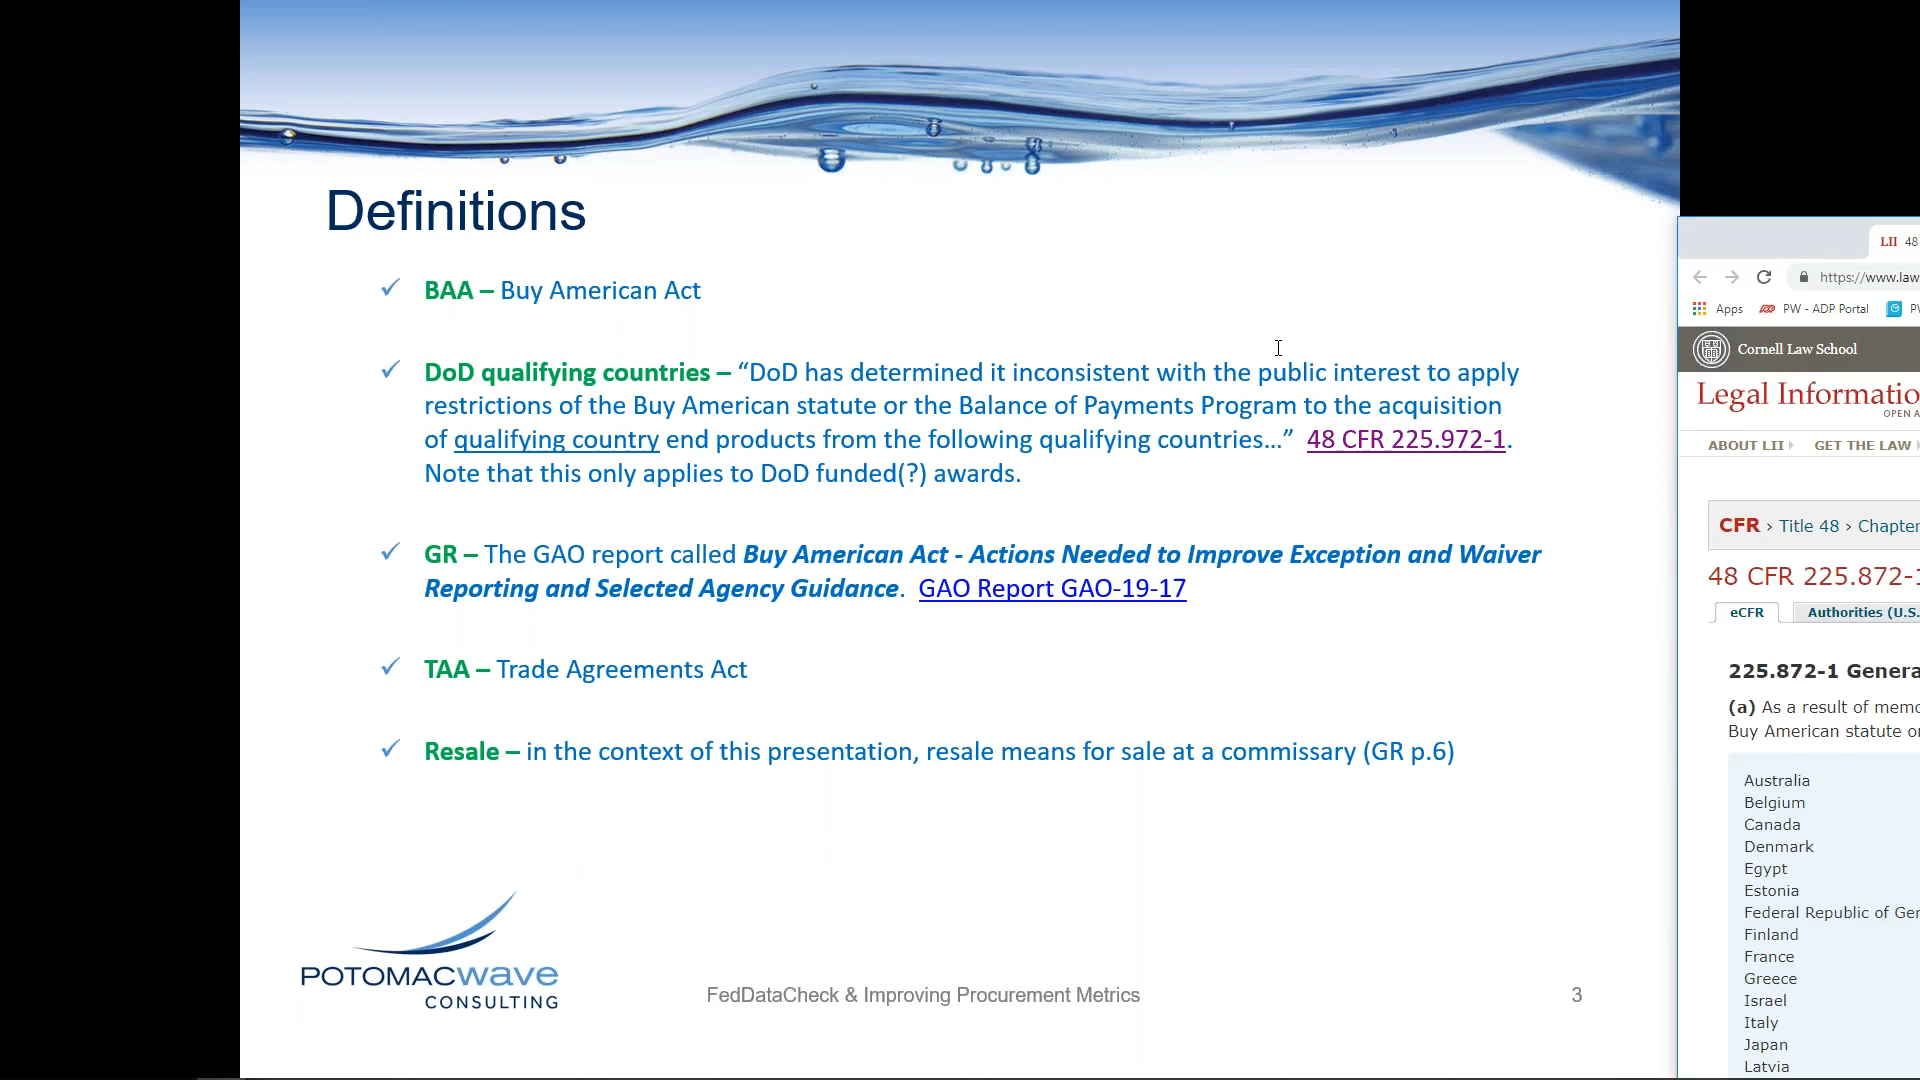 Definitions
BAA – Buy American Act
DoD qualifying countries – “DoD has determined it inconsistent with the public interest to apply
restrictions of the Buy American statute or the Balance of Payments Program to the acquisition
of qualifying country end products from the following qualifying countries…” 48 CFR 225.972-1.
Note that this only applies to DoD funded(?) awards.
GR – The GAO report called Buy American Act - Actions Needed to Improve Exception and Waiver
Reporting and Selected Agency Guidance. GAO Report GAO-19-17
TAA – Trade Agreements Act
Resale – in the context of this presentation, resale means for sale at a commissary (GR p.6)
POTOMACwave
CONSULTING
FedDataCheck & Improving Procurement Metrics
3
LII 48
https://www.law
Apps PW - ADP Portal
Cornell Law School
Legal Informatio
OPEN A
ABOUT LII GET THE LAW
CFR › Title 48 › Chapter
48 CFR 225.872-1
eCFR Authorities (U.S.
225.872-1 Genera
(a) As a result of memo
Buy American statute or
Australia
Belgium
Canada
Denmark
Egypt
Estonia
Federal Republic of Ger
Finland
France
Greece
Israel
Italy
Japan
Latvia